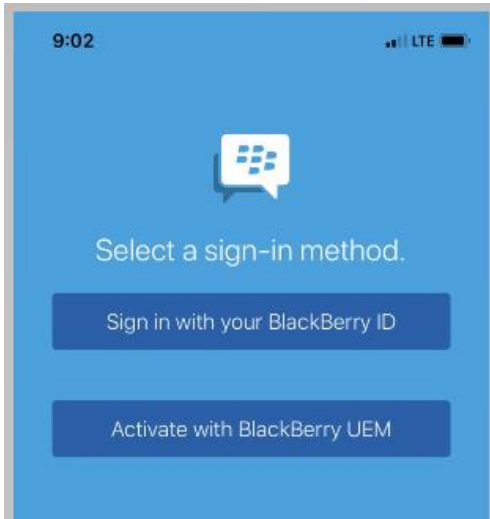 9:02
LTE
Select a sign-in method.
Sign in with your BlackBerry ID
Activate with BlackBerry UEM